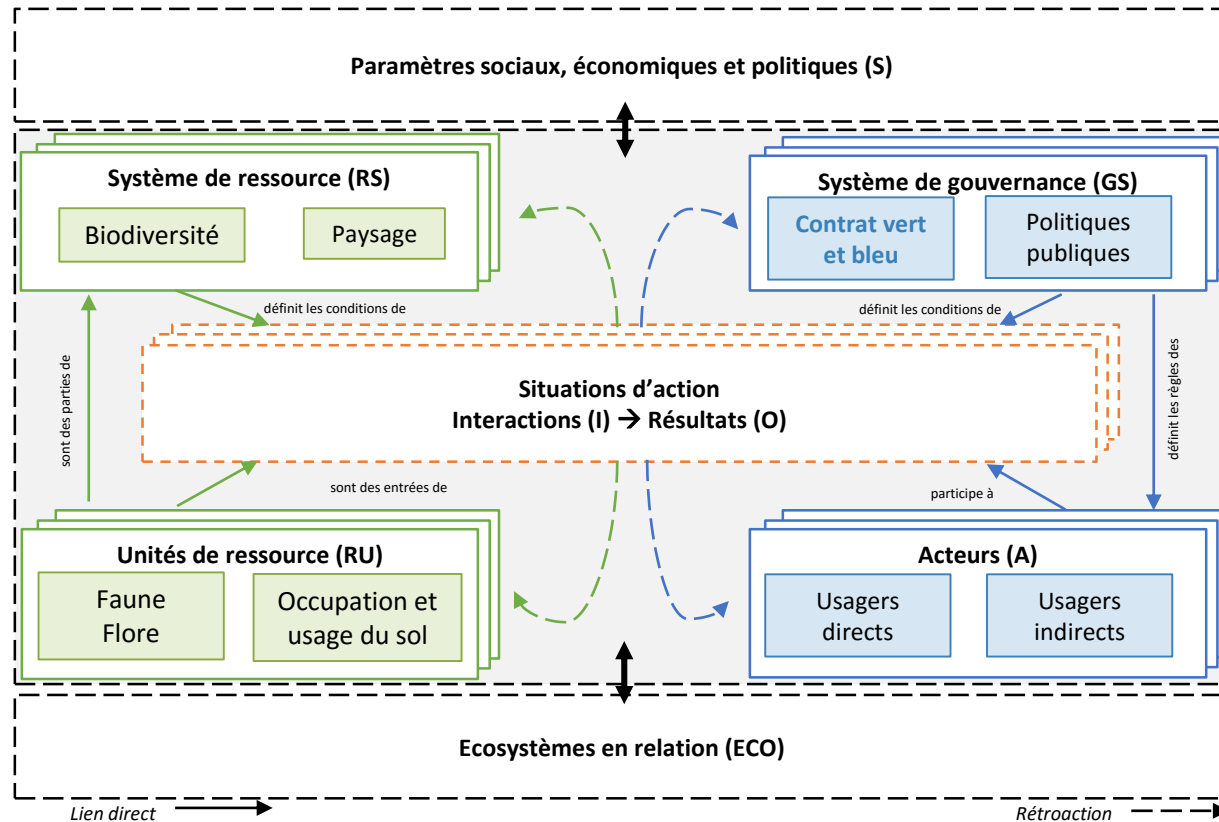 Paramètres sociaux, économiques et politiques (S)
Système de ressource (RS)
Biodiversité
Paysage
Système de gouvernance (GS)
Contrat vert
et bleu
Politiques
publiques
définit les conditions de
définit les conditions de
sont des parties de
définit les règles des
Situations d’action
Interactions (I) → Résultats (O)
sont des entrées de
participe à
Unités de ressource (RU)
Faune
Flore
Occupation et
usage du sol
Acteurs (A)
Usagers
directs
Usagers
indirects
Ecosystèmes en relation (ECO)
Lien direct
Rétroaction